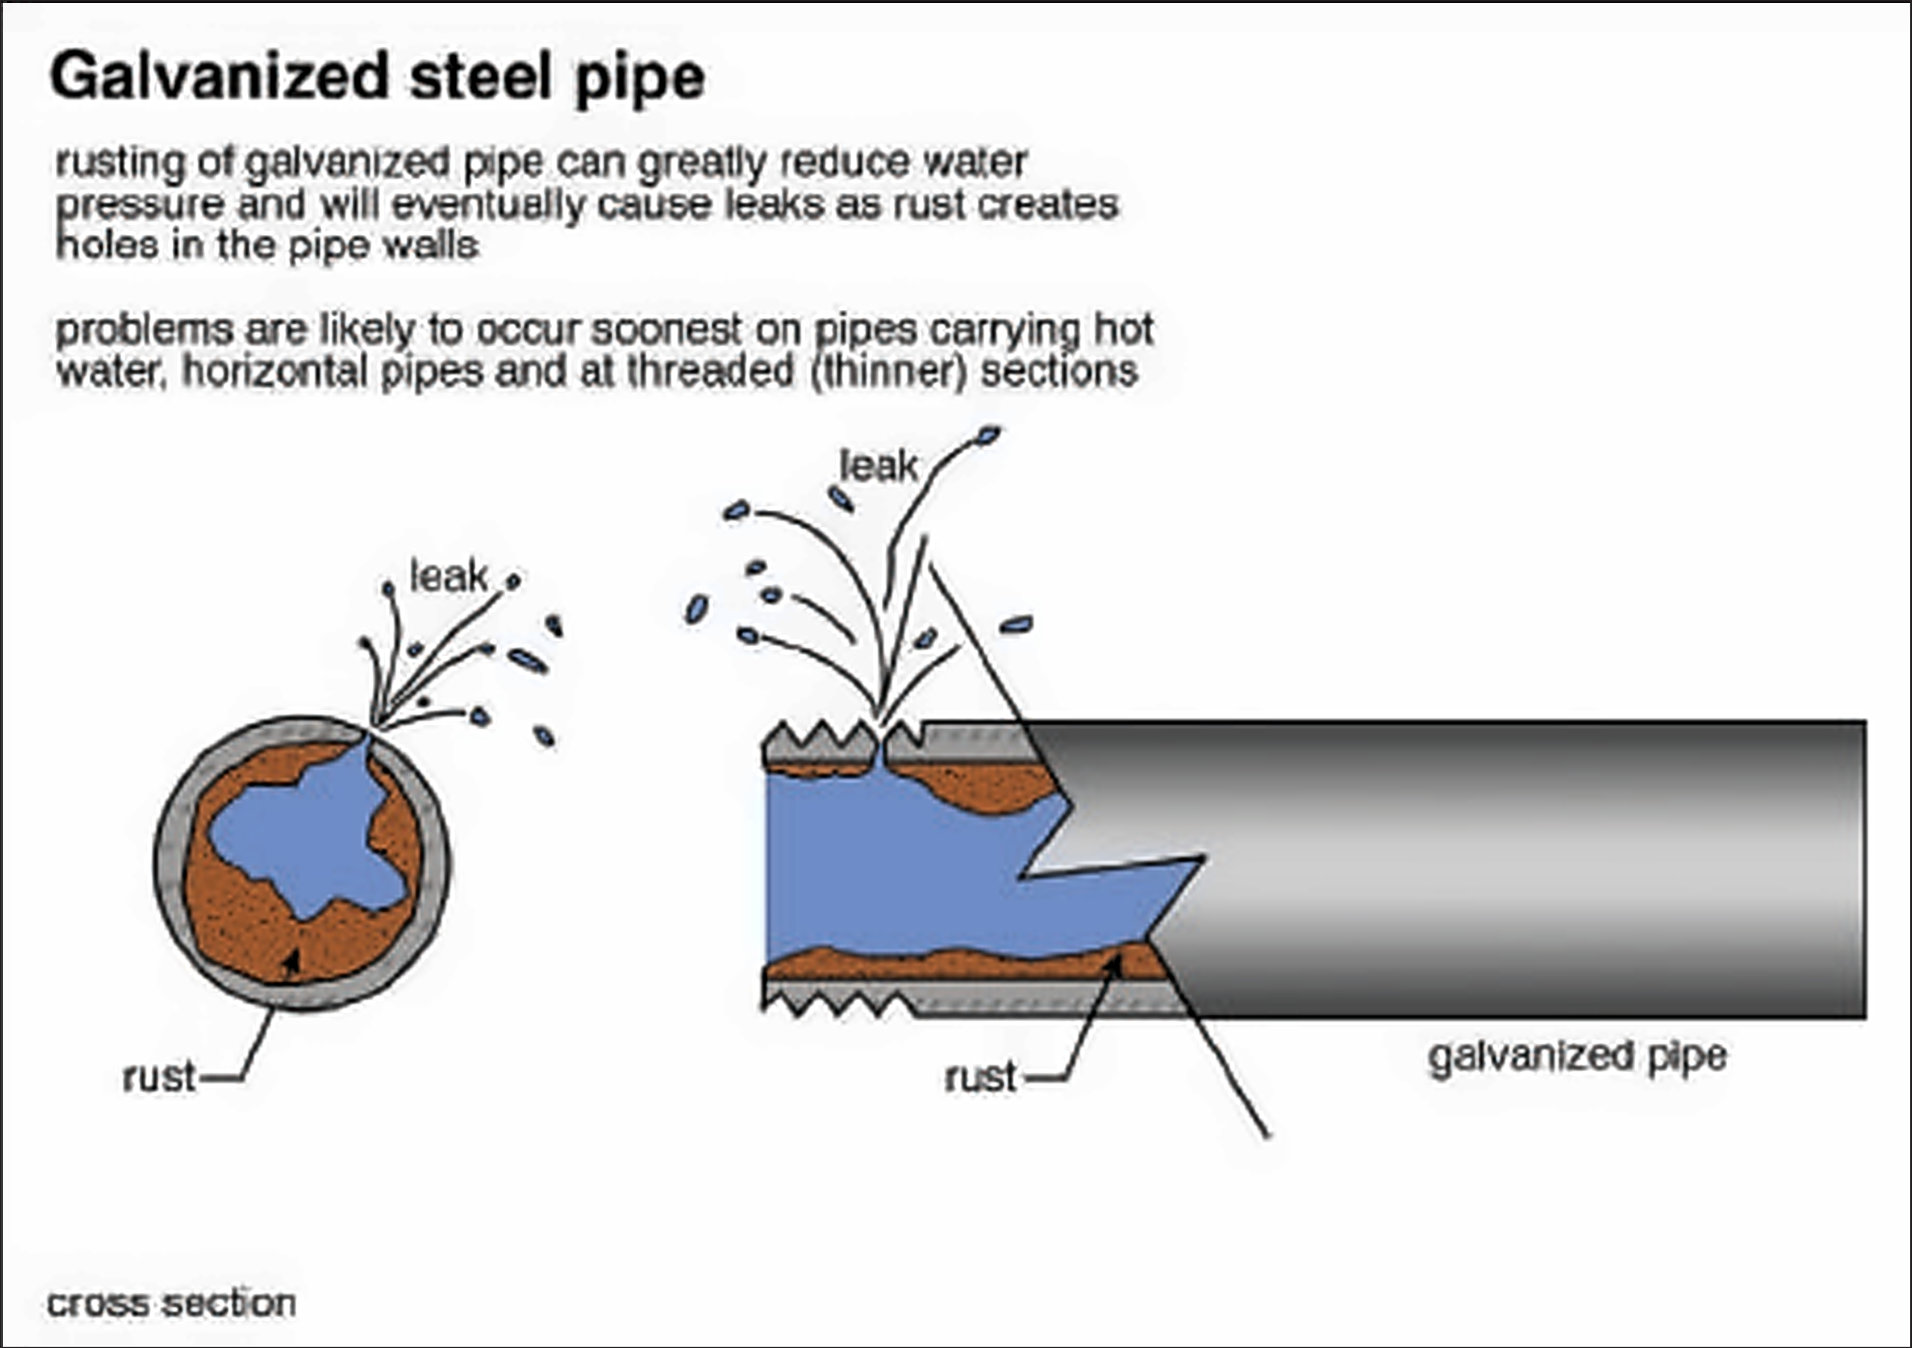 Galvanized steel pipe
rusting of galvanized pipe can greatly reduce water
pressure and will eventually cause leaks as rust creates
holes in the pipe walls
problems are likely to occur soonest on pipes carrying hot
water, horizontal pipes and at threaded (thinner) sections
leak
leak
rust
rust
galvanized pipe
cross section